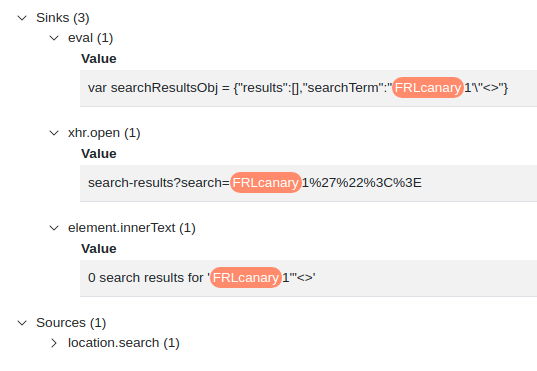 Sinks (3)
eval (1)
Value
var searchResultsObj = {"results":[],"searchTerm":"FRLcanary1'\"<>"}
xhr.open (1)
Value
search-results?search=FRLcanary1%27%22%3C%3E
element.innerText (1)
Value
0 search results for 'FRLcanary1'"<>'
Sources (1)
location.search (1)